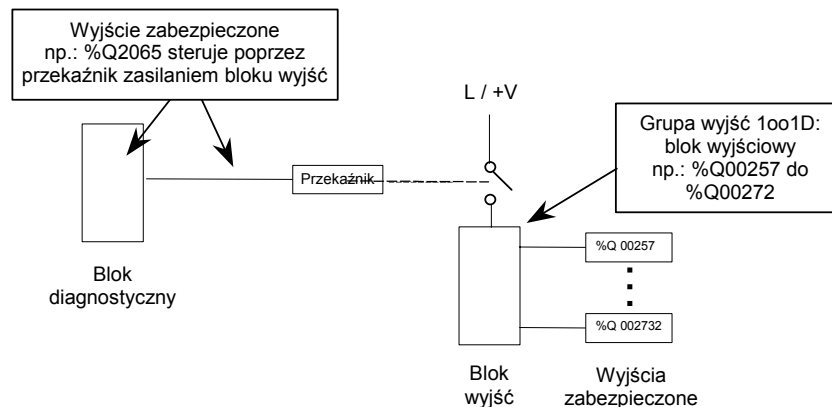 Wyjście zabezpieczone
np.: %Q2065 steruje poprzez
przekaźnik zasilaniem bloku wyjść
L / +V
Grupa wyjść 1oo1D:
blok wyjściowy
np.: %Q00257 do
%Q00272
Przekaźnik
%Q 00257
%Q 002732
Blok
diagnostyczny
Blok
wyjść
Wyjścia
zabezpieczone